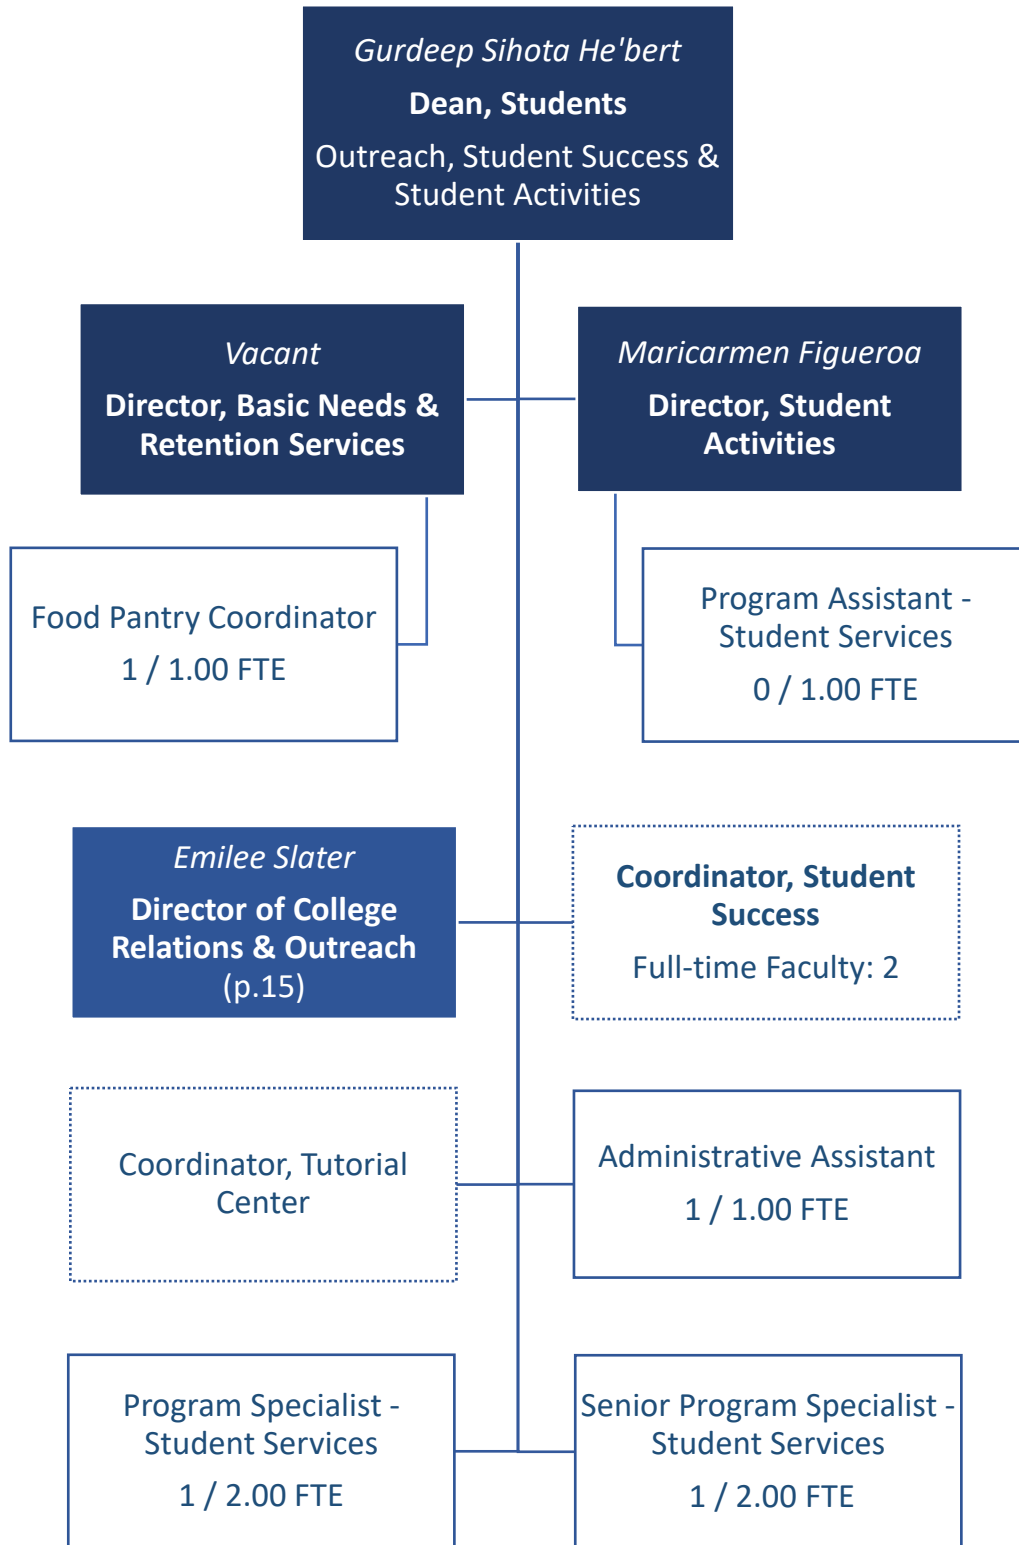 Gurdeep Sihota He'bert
Dean, Students
Outreach, Student Success &
Student Activities
Vacant
Director, Basic Needs &
Retention Services
Maricarmen Figueroa
Director, Student
Activities
Food Pantry Coordinator
1 / 1.00 FTE
Program Assistant -
Student Services
0 / 1.00 FTE
Emilee Slater
Director of College
Relations & Outreach
(p.15)
Coordinator, Student
Success
Full-time Faculty: 2
Coordinator, Tutorial
Center
Administrative Assistant
1 / 1.00 FTE
Program Specialist -
Student Services
1 / 2.00 FTE
Senior Program Specialist -
Student Services
1 / 2.00 FTE